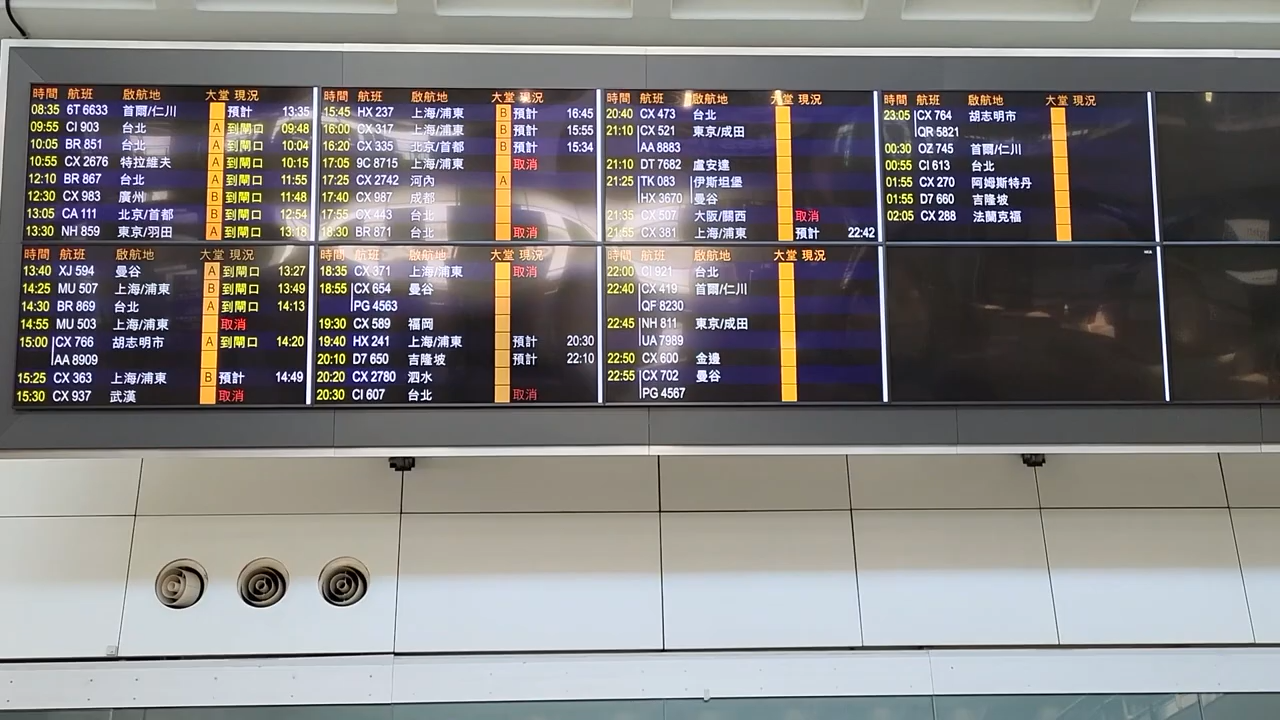 時間 航班 啟航地 大堂 現況
08:35 6T 6633 首爾/仁川 預計 13:35
09:55 CI 903 台北 A 到閘口 09:48
10:05 BR 851 台北 A 到閘口 10:04
10:55 CX 2676 特拉維夫 A 到閘口 10:15
12:10 BR 867 台北 A 到閘口 11:55
12:30 CX 983 廣州 B 到閘口 11:48
13:05 CA 111 北京/首都 B 到閘口 12:54
13:30 NH 859 東京/羽田 A 到閘口 13:18
時間 航班 啟航地 大堂 現況
13:40 XJ 594 曼谷 A 到閘口 13:27
14:25 MU 507 上海/浦東 B 到閘口 13:49
14:30 BR 869 台北 A 到閘口 14:13
14:55 MU 503 上海/浦東 取消
15:00 CX 766 胡志明市 A 到閘口 14:20
AA 8909
15:25 CX 363 上海/浦東 B 預計 14:49
15:30 CX 937 武漢 取消
時間 航班 啟航地 大堂 現況
15:45 HX 237 上海/浦東 B 預計 16:45
16:00 CX 317 上海/浦東 B 預計 15:55
16:20 CX 335 北京/首都 B 預計 15:34
17:05 9C 8715 上海/浦東 取消
17:25 CX 2742 河內 A
17:40 CX 987 成都
17:55 CX 443 台北
18:30 BR 871 台北 取消
時間 航班 啟航地 大堂 現況
18:35 CX 371 上海/浦東 取消
18:55 CX 654 曼谷
PG 4563
19:30 CX 589 福岡
19:40 HX 241 上海/浦東 預計 20:30
20:10 D7 650 吉隆坡 預計 22:10
20:20 CX 2780 泗水
20:30 CI 607 台北 取消
時間 航班 啟航地 大堂 現況
20:40 CX 473 台北
21:10 CX 521 東京/成田
AA 8883
21:10 DT 7682 盧安達
21:25 TK 083 伊斯坦堡
HX 3670 曼谷
21:35 CX 507 大阪/關西 取消
21:55 CX 381 上海/浦東 預計 22:42
時間 航班 啟航地 大堂 現況
22:00 CI 921 台北
22:40 CX 419 首爾/仁川
QF 8230
22:45 NH 811 東京/成田
UA 7989
22:50 CX 600 金邊
22:55 CX 702 曼谷
PG 4567
時間 航班 啟航地 大堂 現況
23:05 CX 764 胡志明市
QR 5821
00:30 OZ 745 首爾/仁川
00:55 CI 613 台北
01:55 CX 270 阿姆斯特丹
01:55 D7 660 吉隆坡
02:05 CX 288 法蘭克福